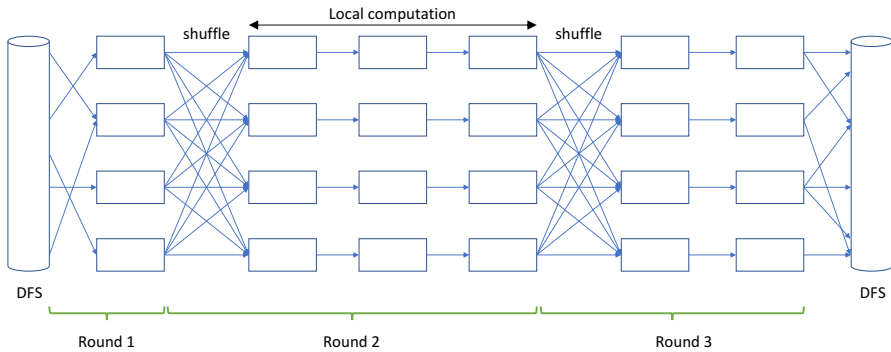 Local computation
shuffle
shuffle
DFS
DFS
Round 1
Round 2
Round 3